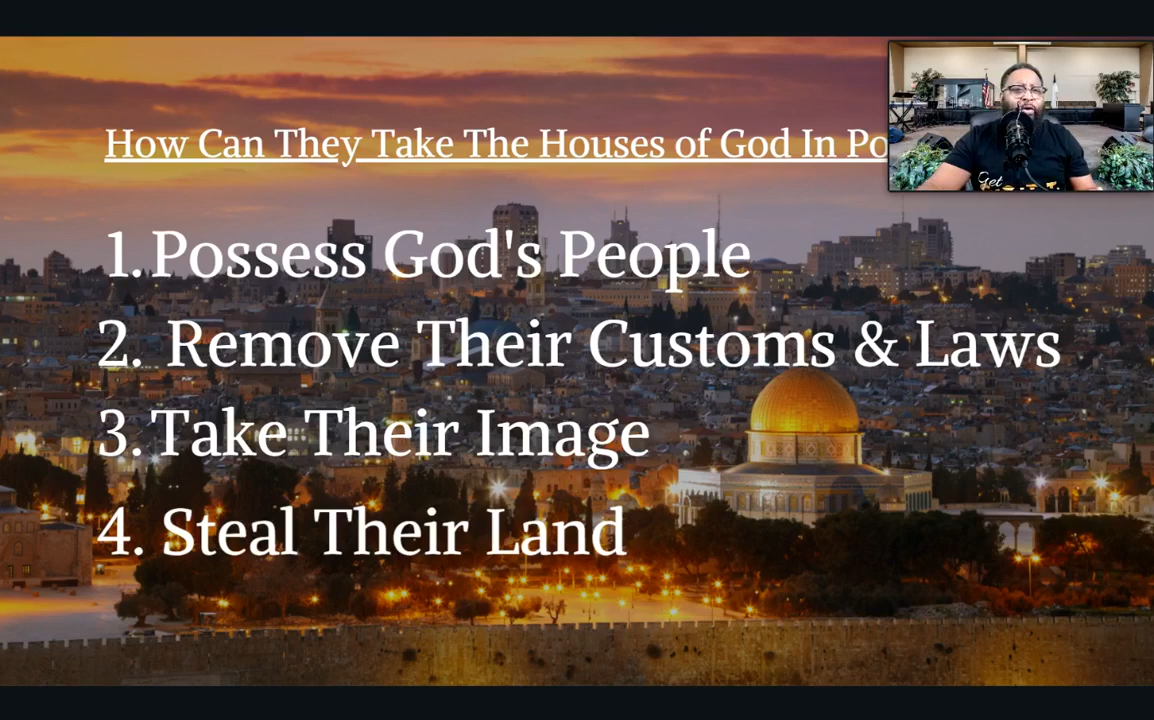 How Can They Take The Houses of God In Po
1. Possess God's People
2. Remove Their Customs & Laws
3. Take Their Image
4. Steal Their Land
Get